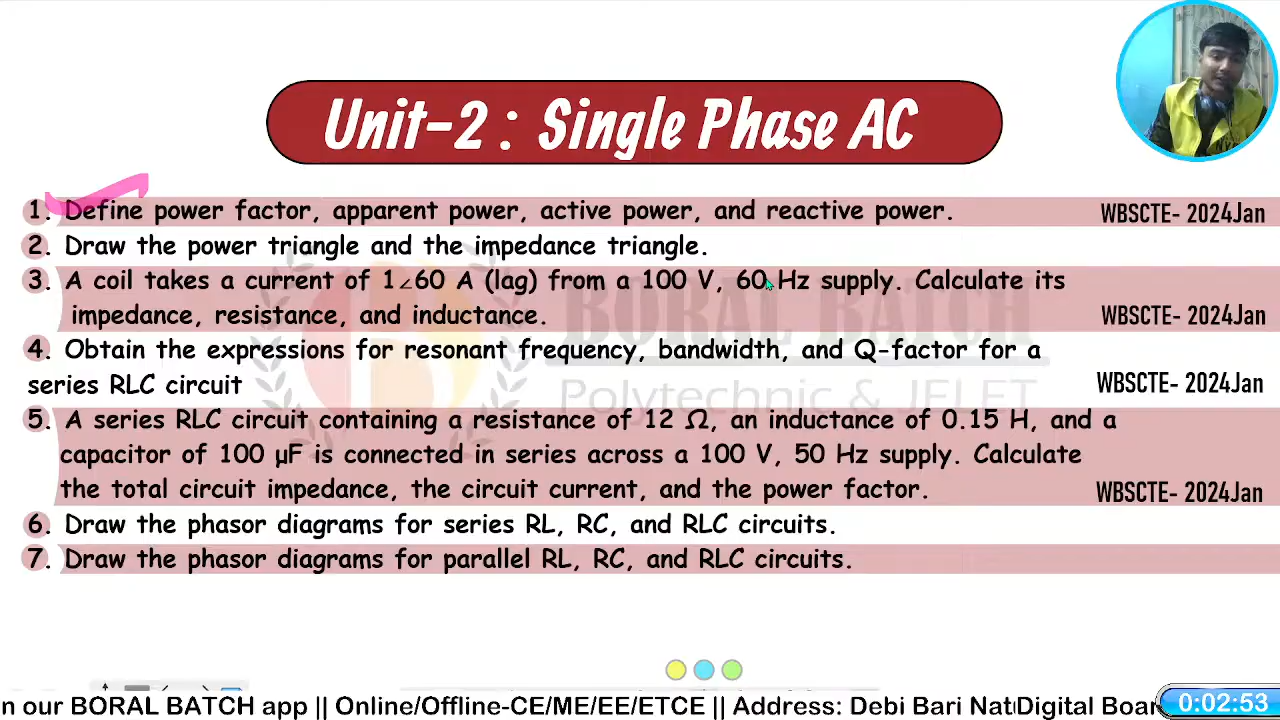 Unit-2 : Single Phase AC
1. Define power factor, apparent power, active power, and reactive power. WBSCTE- 2024Jan
2. Draw the power triangle and the impedance triangle.
3. A coil takes a current of 1∠60 A (lag) from a 100 V, 60 Hz supply. Calculate its
impedance, resistance, and inductance. WBSCTE- 2024Jan
4. Obtain the expressions for resonant frequency, bandwidth, and Q-factor for a
series RLC circuit WBSCTE- 2024Jan
5. A series RLC circuit containing a resistance of 12 Ω, an inductance of 0.15 H, and a
capacitor of 100 μF is connected in series across a 100 V, 50 Hz supply. Calculate
the total circuit impedance, the circuit current, and the power factor. WBSCTE- 2024Jan
6. Draw the phasor diagrams for series RL, RC, and RLC circuits.
7. Draw the phasor diagrams for parallel RL, RC, and RLC circuits.
BORAL BATCH
Polytechnic & JELET
n our BORAL BATCH app || Online/Offline-CE/ME/EE/ETCE || Address: Debi Bari Nat Digital Boar
0:02:53